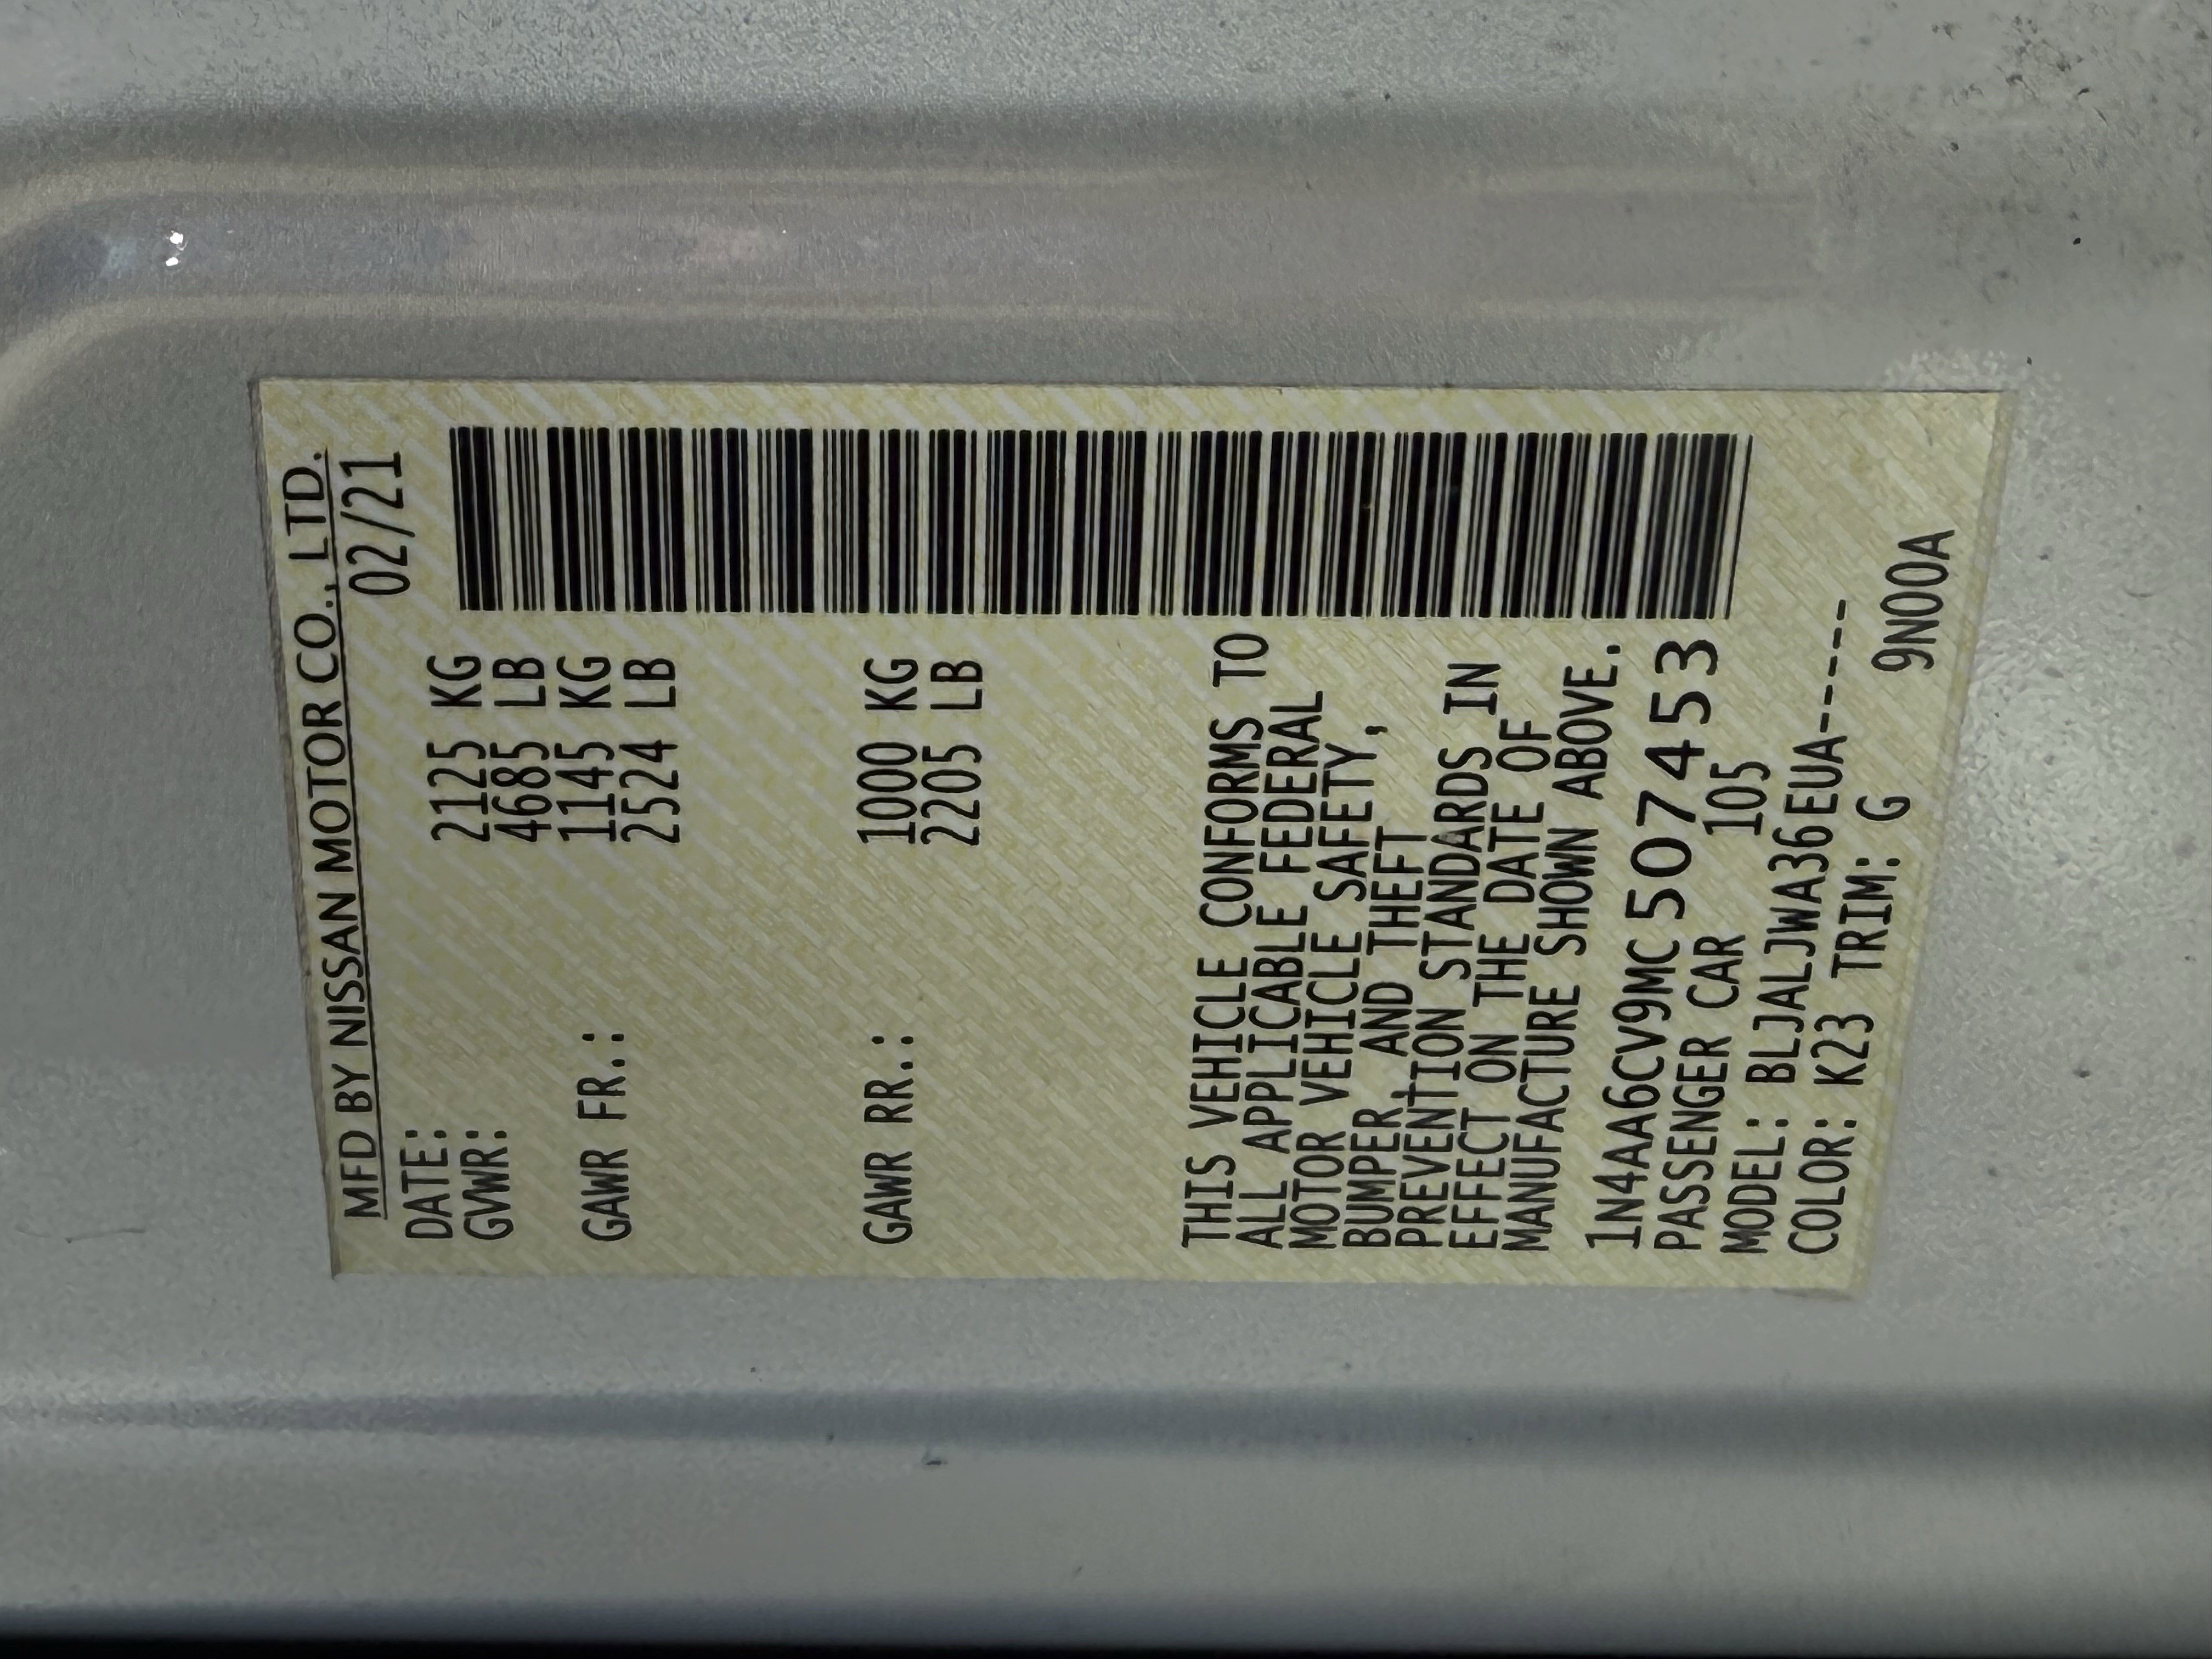 MFD BY NISSAN MOTOR CO., LTD.
DATE: 02/21
GVWR: 2125 KG
4685 LB
GAWR FR.: 1145 KG
2524 LB
GAWR RR.: 1000 KG
2205 LB
THIS VEHICLE CONFORMS TO
ALL APPLICABLE FEDERAL
MOTOR VEHICLE SAFETY,
BUMPER, AND THEFT
PREVENTION STANDARDS IN
EFFECT ON THE DATE OF
MANUFACTURE SHOWN ABOVE.
1N4AA6CV9MC507453
PASSENGER CAR 105
MODEL: BLJALJWA36EUA-----
COLOR: K23 TRIM: G 9N00A